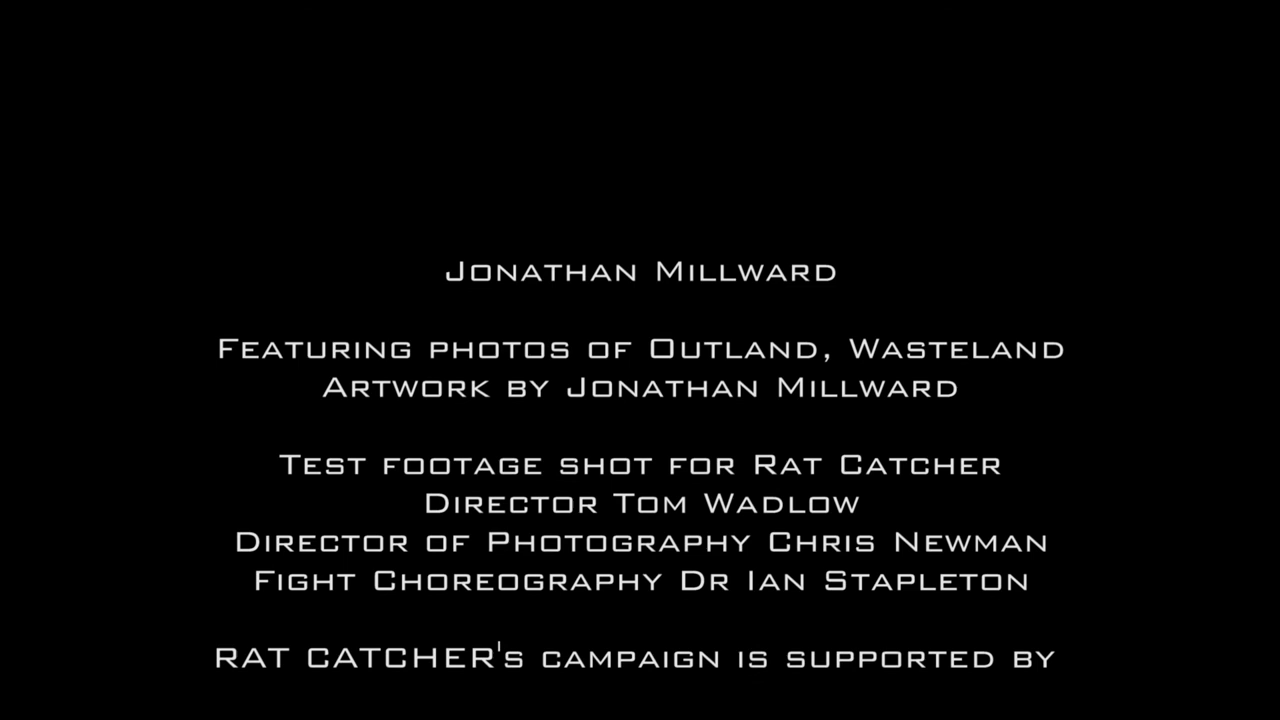 Jonathan Millward
Featuring photos of Outland, Wasteland
Artwork by Jonathan Millward
Test footage shot for Rat Catcher
Director Tom Wadlow
Director of Photography Chris Newman
Fight Choreography Dr Ian Stapleton
RAT CATCHER's campaign is supported by